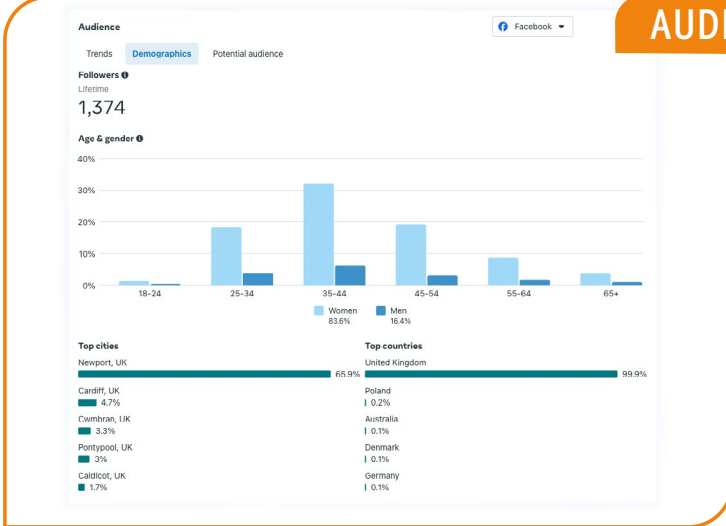 AUDI
Audience
Facebook
Trends Demographics Potential audience
Followers
Lifetime
1,374
Age & gender
40%
30%
20%
10%
0%
18-24 25-34 35-44 45-54 55-64 65+
Women Men
83.6% 16.4%
Top cities
Newport, UK
65.9%
Cardiff, UK
4.7%
Cwmbran, UK
3.3%
Pontypool, UK
3%
Caldicot, UK
1.7%
Top countries
United Kingdom
99.9%
Poland
0.2%
Australia
0.1%
Denmark
0.1%
Germany
0.1%